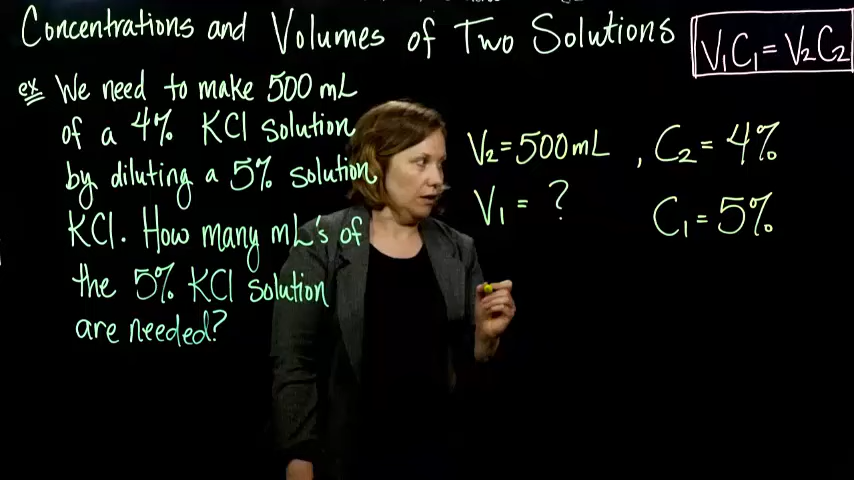 Concentrations and Volumes of Two Solutions
V₁C₁ = V₂C₂
ex We need to make 500 mL
of a 4% KCl solution
by diluting a 5% solution
KCl. How many mL's of
the 5% KCl solution
are needed?
V₂ = 500 mL , C₂ = 4%
V₁ = ? C₁ = 5%